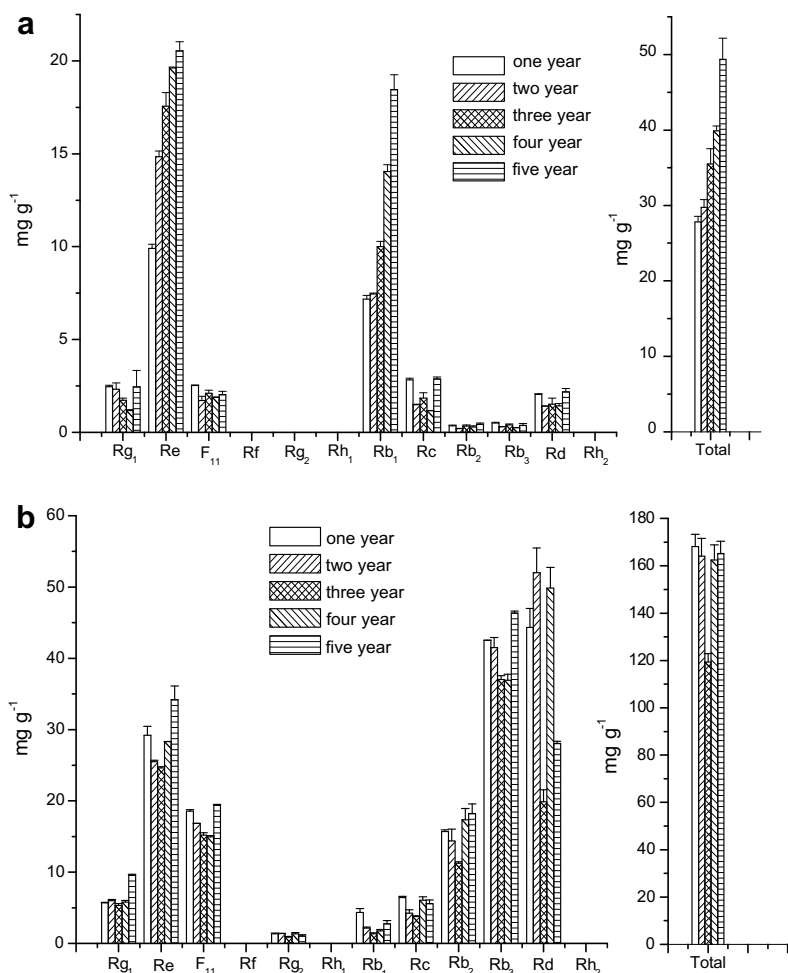 a
mg g⁻¹
20
15
10
5
0
one year
two year
three year
four year
five year
Rg₁ Re F₁₁ Rf Rg₂ Rh₁ Rb₁ Rc Rb₂ Rb₃ Rd Rh₂
mg g⁻¹
50
40
30
20
10
0
Total
b
mg g⁻¹
60
50
40
30
20
10
0
one year
two year
three year
four year
five year
Rg₁ Re F₁₁ Rf Rg₂ Rh₁ Rb₁ Rc Rb₂ Rb₃ Rd Rh₂
mg g⁻¹
180
160
140
120
100
80
60
40
20
0
Total